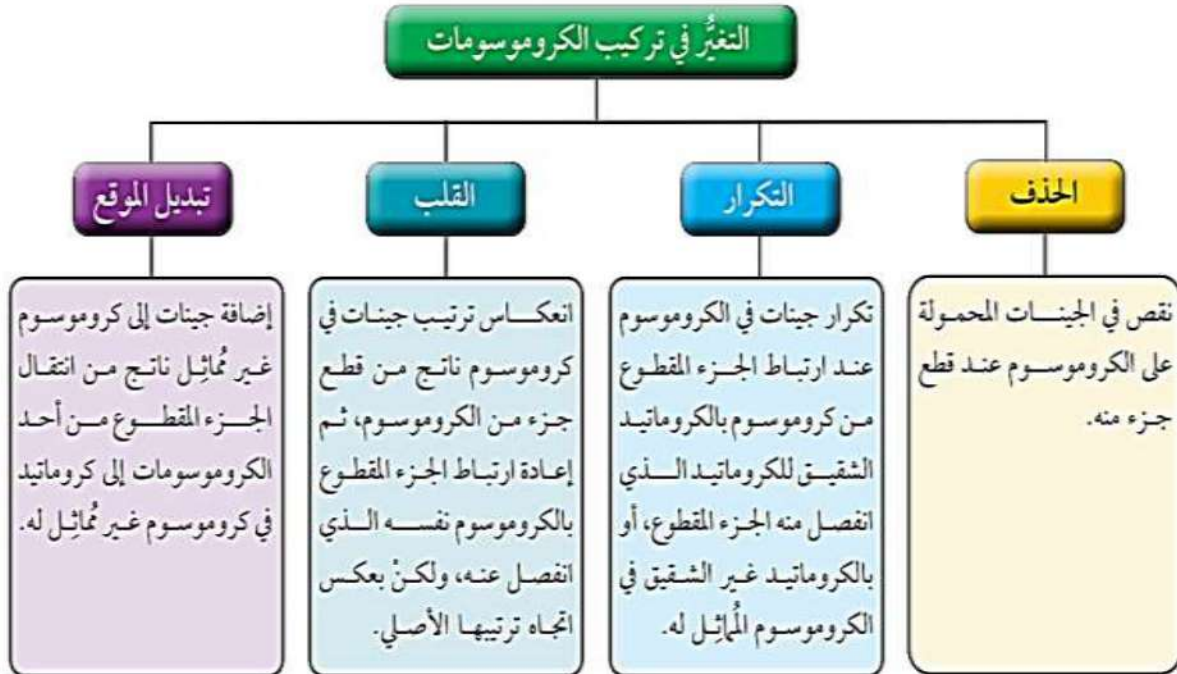 التغيُّر في تركيب الكروموسومات
الحذف
نقص في الجينات المحمولة
على الكروموسوم عند قطع
جزء منه.
التكرار
تكرار جينات في الكروموسوم
عند ارتباط الجزء المقطوع
من كروموسوم بالكروماتيد
الشقيق للكروماتيد الذي
انفصل منه الجزء المقطوع، أو
بالكروماتيد غير الشقيق في
الكروموسوم المُماثِل له.
القلب
انعكاس ترتيب جينات في
كروموسوم ناتج من قطع
جزء من الكروموسوم، ثم
إعادة ارتباط الجزء المقطوع
بالكروموسوم نفسه الذي
انفصل عنه، ولكنْ بعكس
اتجاه ترتيبها الأصلي.
تبديل الموقع
إضافة جينات إلى كروموسوم
غير مُماثِل ناتج من انتقال
الجزء المقطوع من أحد
الكروموسومات إلى كروماتيد
في كروموسوم غير مُماثِل له.